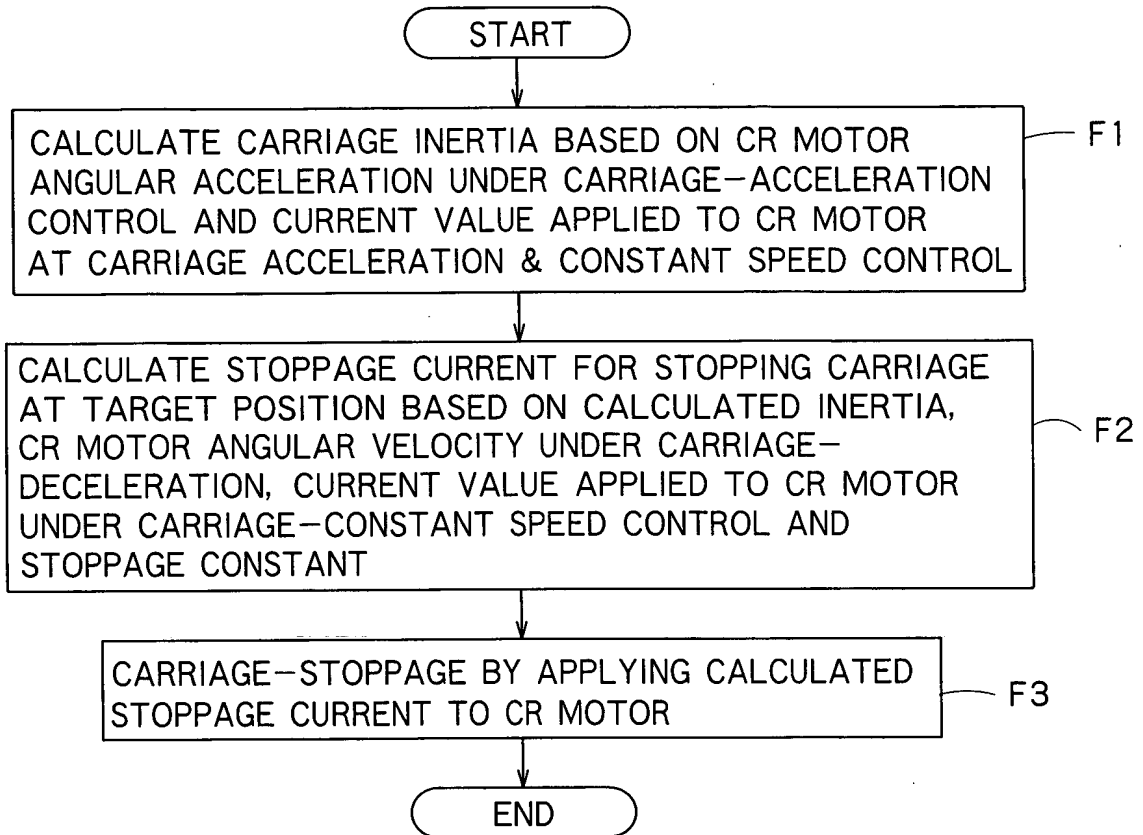 START
CALCULATE CARRIAGE INERTIA BASED ON CR MOTOR
ANGULAR ACCELERATION UNDER CARRIAGE-ACCELERATION
CONTROL AND CURRENT VALUE APPLIED TO CR MOTOR
AT CARRIAGE ACCELERATION & CONSTANT SPEED CONTROL
F1
CALCULATE STOPPAGE CURRENT FOR STOPPING CARRIAGE
AT TARGET POSITION BASED ON CALCULATED INERTIA,
CR MOTOR ANGULAR VELOCITY UNDER CARRIAGE-
DECELERATION, CURRENT VALUE APPLIED TO CR MOTOR
UNDER CARRIAGE-CONSTANT SPEED CONTROL AND
STOPPAGE CONSTANT
F2
CARRIAGE-STOPPAGE BY APPLYING CALCULATED
STOPPAGE CURRENT TO CR MOTOR
F3
END